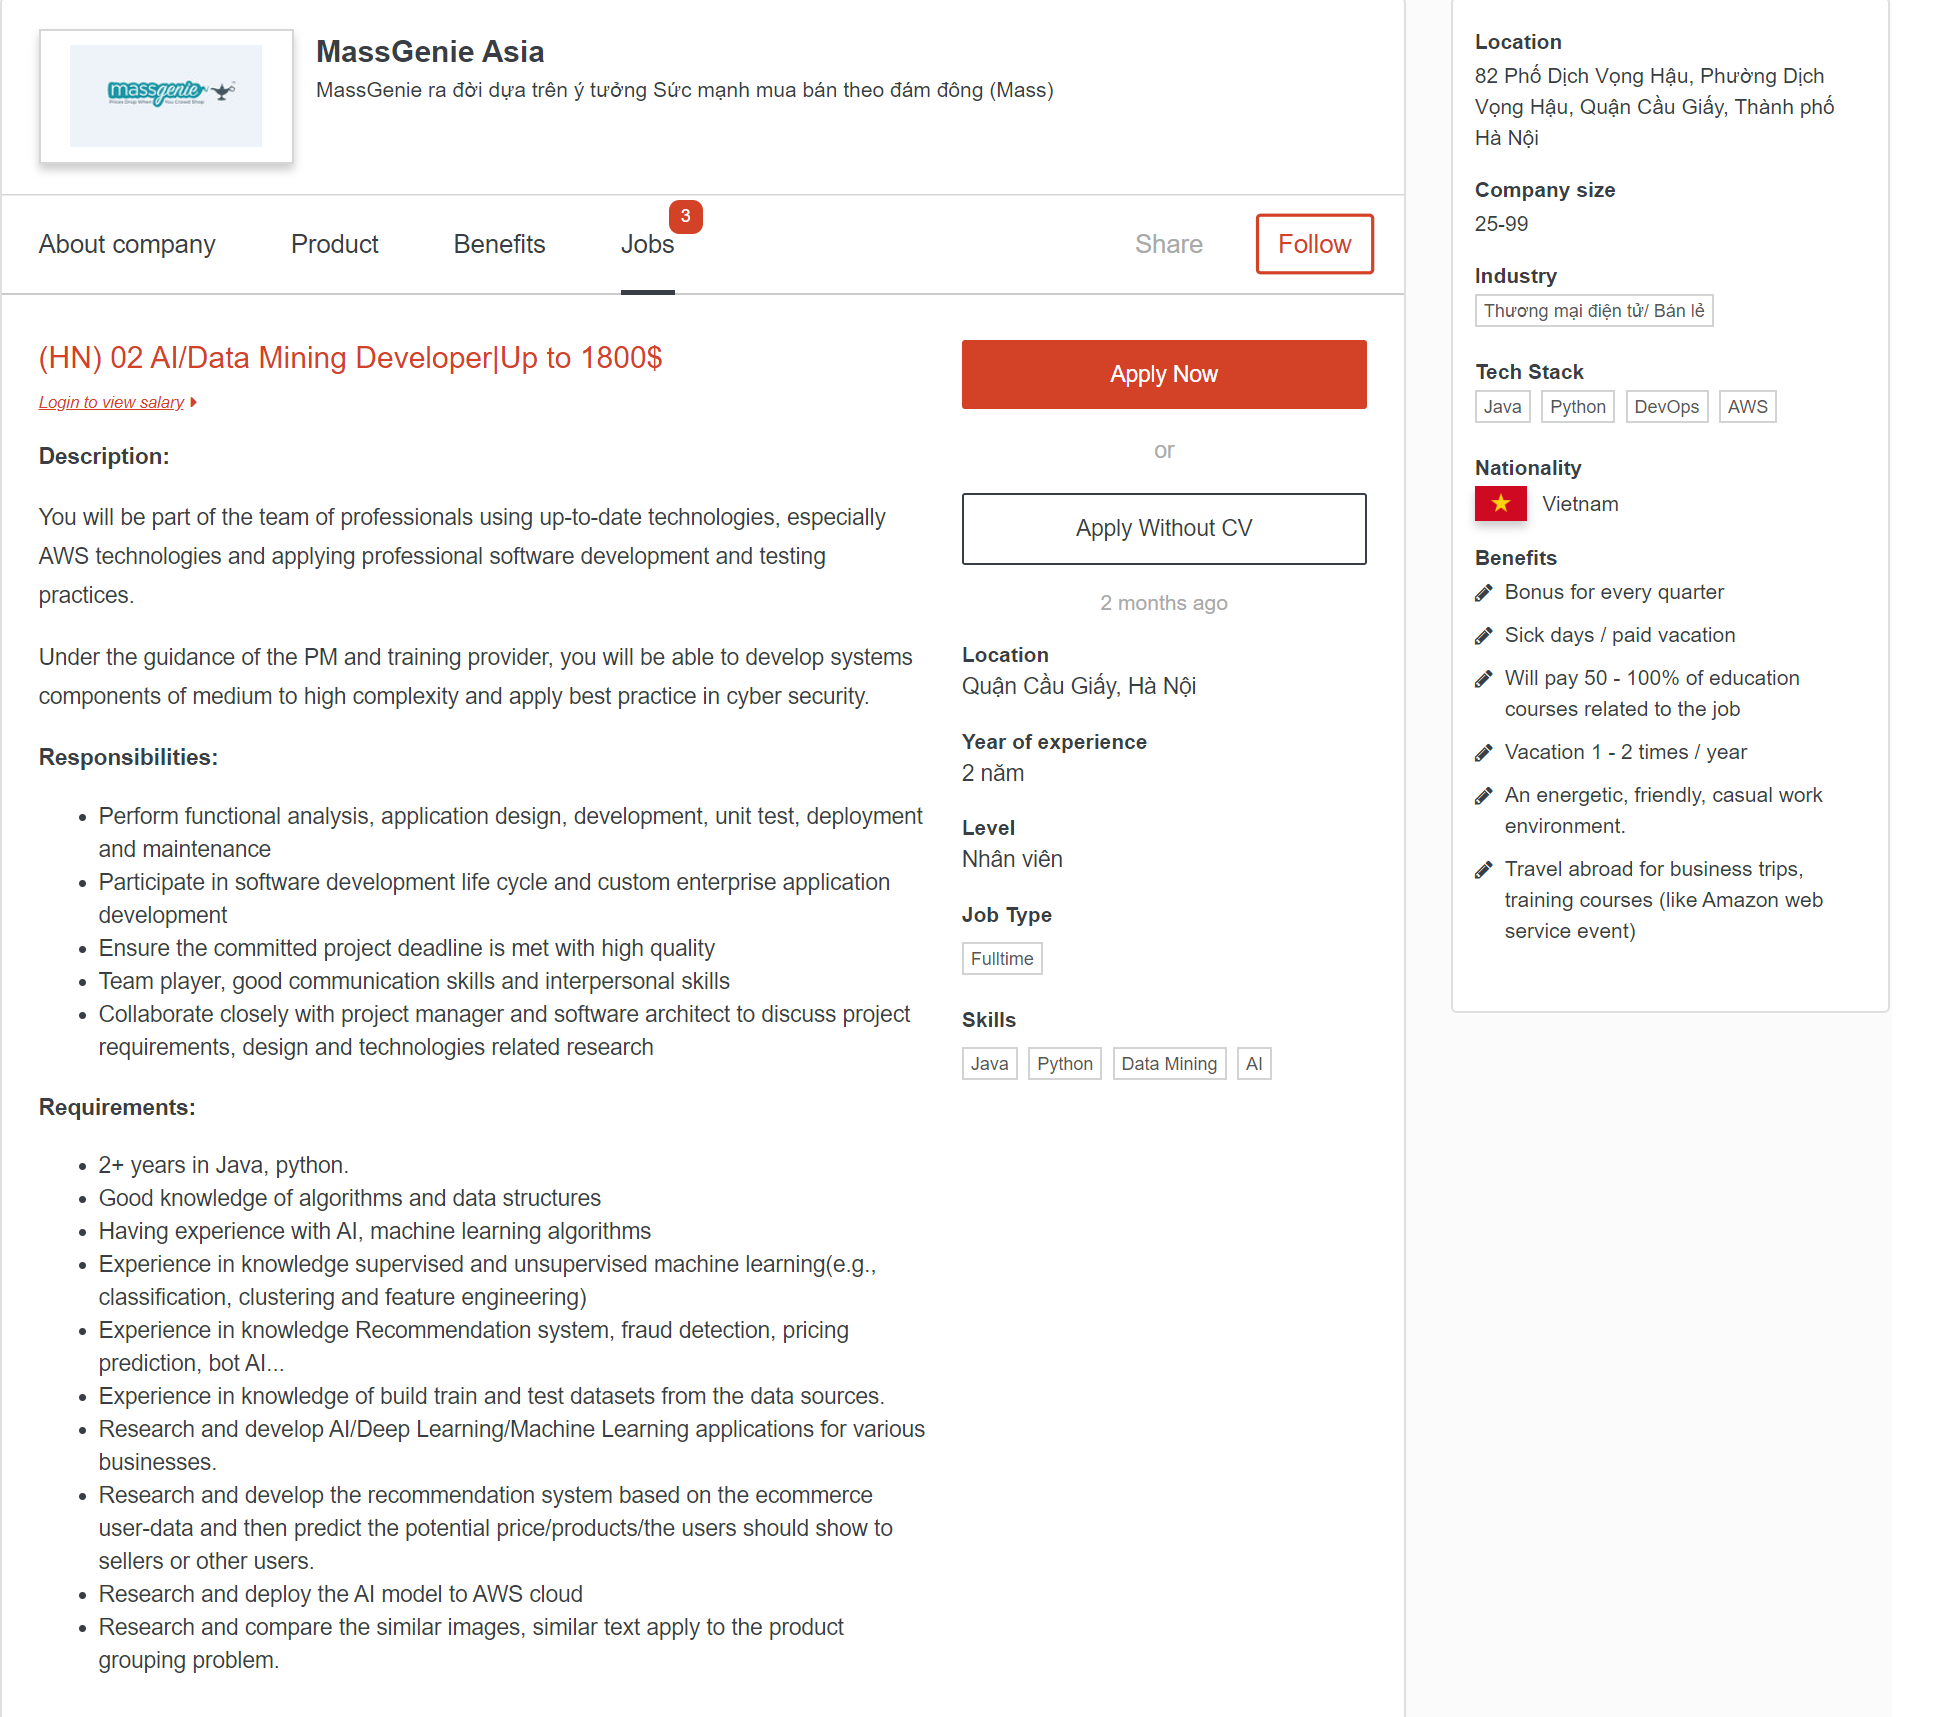 massgenie
Prices Drop When You Crowd Shop
MassGenie Asia
MassGenie ra đời dựa trên ý tưởng Sức mạnh mua bán theo đám đông (Mass)
About company
Product
Benefits
Jobs
3
Share
Follow
(HN) 02 AI/Data Mining Developer|Up to 1800$
Login to view salary
Description:
You will be part of the team of professionals using up-to-date technologies, especially
AWS technologies and applying professional software development and testing
practices.
Under the guidance of the PM and training provider, you will be able to develop systems
components of medium to high complexity and apply best practice in cyber security.
Responsibilities:
Perform functional analysis, application design, development, unit test, deployment
and maintenance
Participate in software development life cycle and custom enterprise application
development
Ensure the committed project deadline is met with high quality
Team player, good communication skills and interpersonal skills
Collaborate closely with project manager and software architect to discuss project
requirements, design and technologies related research
Requirements:
2+ years in Java, python.
Good knowledge of algorithms and data structures
Having experience with AI, machine learning algorithms
Experience in knowledge supervised and unsupervised machine learning(e.g.,
classification, clustering and feature engineering)
Experience in knowledge Recommendation system, fraud detection, pricing
prediction, bot AI...
Experience in knowledge of build train and test datasets from the data sources.
Research and develop AI/Deep Learning/Machine Learning applications for various
businesses.
Research and develop the recommendation system based on the ecommerce
user-data and then predict the potential price/products/the users should show to
sellers or other users.
Research and deploy the AI model to AWS cloud
Research and compare the similar images, similar text apply to the product
grouping problem.
Apply Now
or
Apply Without CV
2 months ago
Location
Quận Cầu Giấy, Hà Nội
Year of experience
2 năm
Level
Nhân viên
Job Type
Fulltime
Skills
Java Python Data Mining AI
Location
82 Phố Dịch Vọng Hậu, Phường Dịch
Vọng Hậu, Quận Cầu Giấy, Thành phố
Hà Nội
Company size
25-99
Industry
Thương mại điện tử/ Bán lẻ
Tech Stack
Java Python DevOps AWS
Nationality
Vietnam
Benefits
Bonus for every quarter
Sick days / paid vacation
Will pay 50 - 100% of education
courses related to the job
Vacation 1 - 2 times / year
An energetic, friendly, casual work
environment.
Travel abroad for business trips,
training courses (like Amazon web
service event)